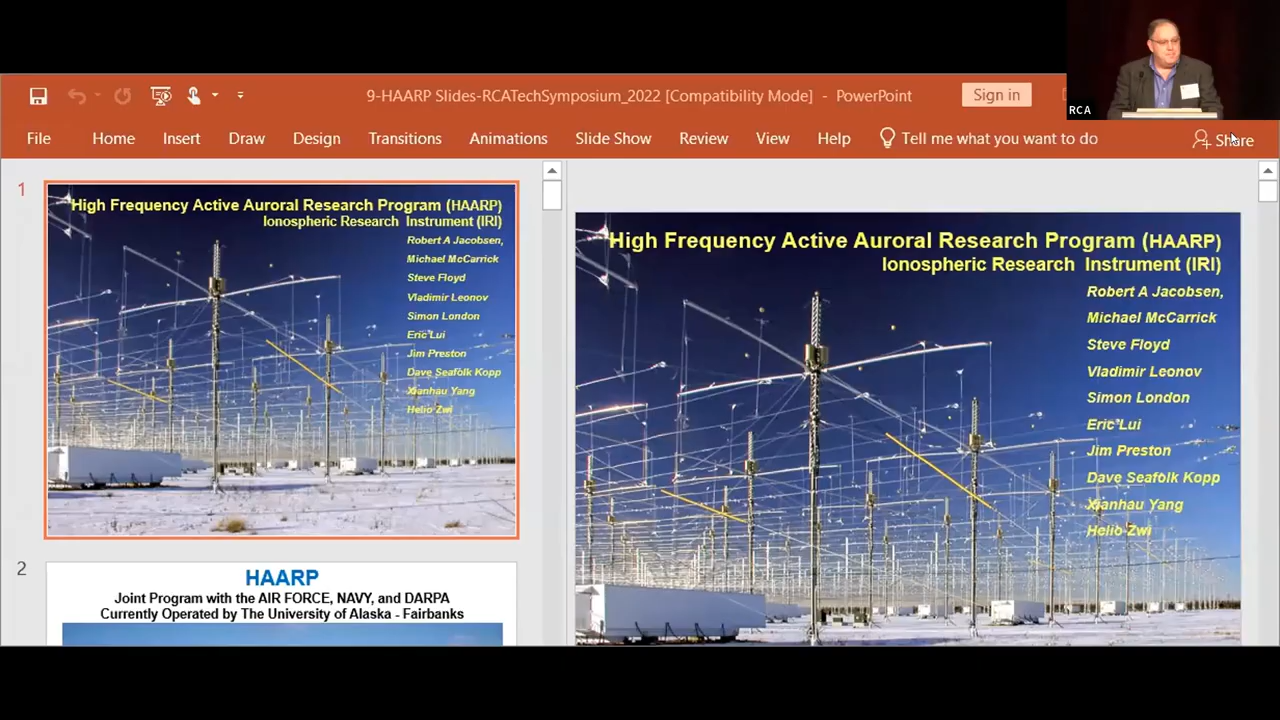 RCA
9-HAARP Slides-RCATechSymposium_2022 [Compatibility Mode] - PowerPoint
Sign in
File Home Insert Draw Design Transitions Animations Slide Show Review View Help Tell me what you want to do Share
1
High Frequency Active Auroral Research Program (HAARP)
Ionospheric Research Instrument (IRI)
Robert A Jacobsen,
Michael McCarrick
Steve Floyd
Vladimir Leonov
Simon London
Eric Lui
Jim Preston
Dave Seafolk Kopp
Xianhau Yang
Helio Zwi
2
HAARP
Joint Program with the AIR FORCE, NAVY, and DARPA
Currently Operated by The University of Alaska - Fairbanks
High Frequency Active Auroral Research Program (HAARP)
Ionospheric Research Instrument (IRI)
Robert A Jacobsen,
Michael McCarrick
Steve Floyd
Vladimir Leonov
Simon London
Eric Lui
Jim Preston
Dave Seafolk Kopp
Xianhau Yang
Helio Zwi